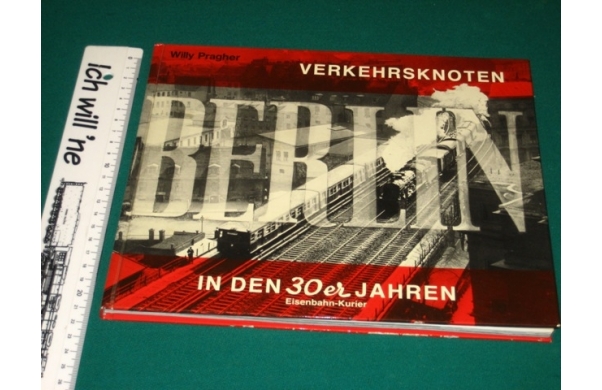 Ich will 'ne
Willy Pragher
VERKEHRSKNOTEN
BERLIN
IN DEN 30er JAHREN
Eisenbahn-Kurier